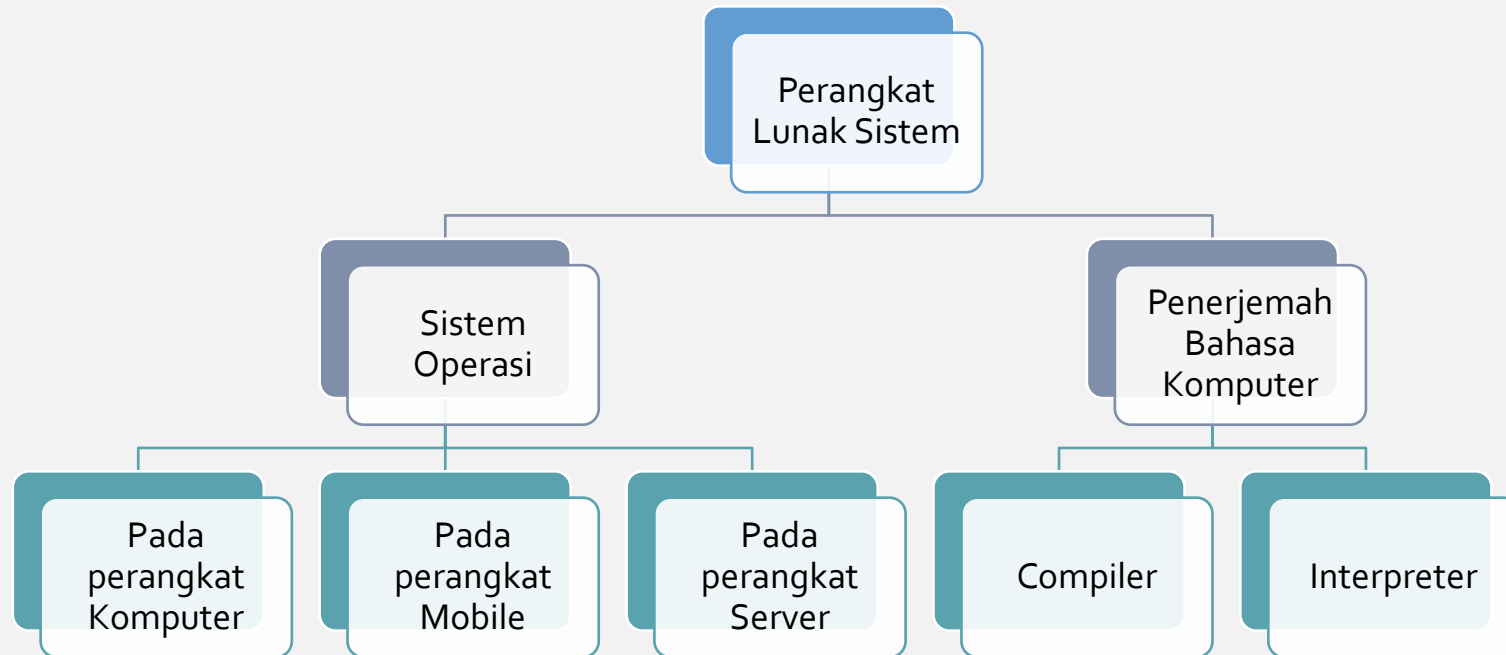 Perangkat
Lunak Sistem
Sistem
Operasi
Penerjemah
Bahasa
Komputer
Pada
perangkat
Komputer
Pada
perangkat
Mobile
Pada
perangkat
Server
Compiler
Interpreter